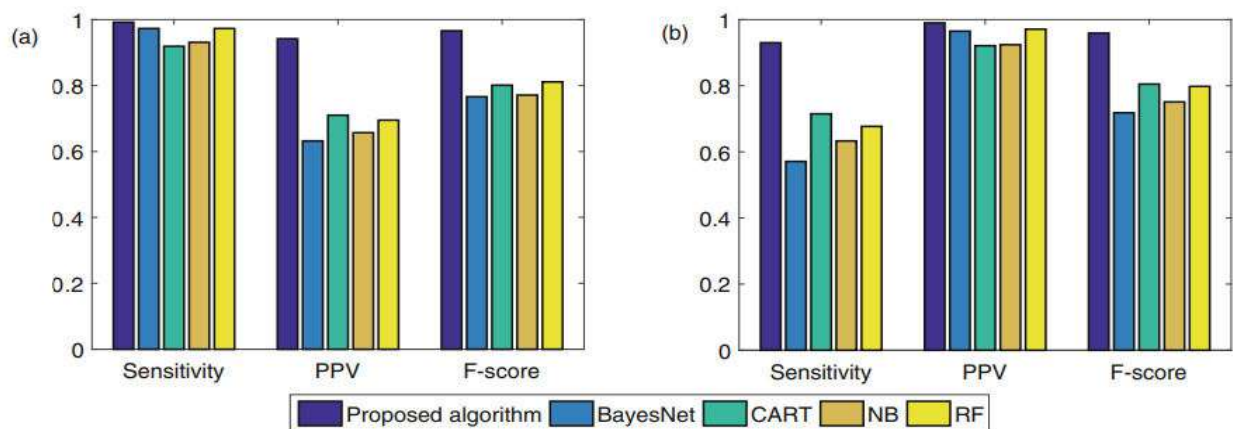 (a)
1
0.8
0.6
0.4
0.2
0
Sensitivity PPV F-score
(b)
1
0.8
0.6
0.4
0.2
0
Sensitivity PPV F-score
Proposed algorithm BayesNet CART NB RF